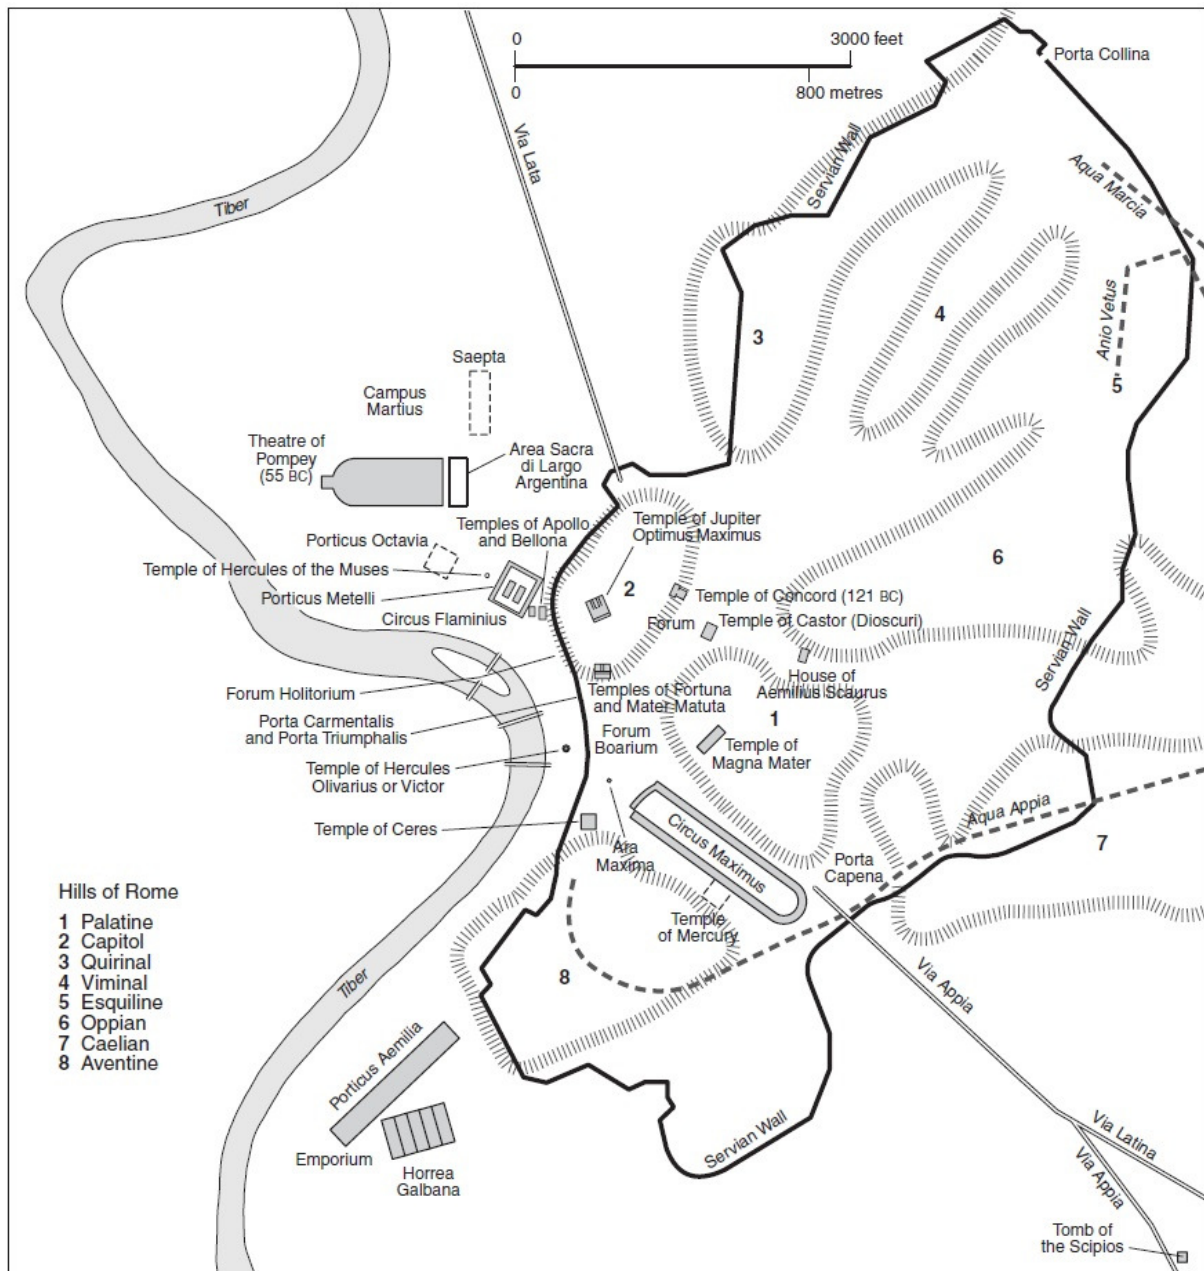 0
3000 feet
0
800 metres
Porta Collina
Via Lata
Servian Wall
Aqua Marcia
Tiber
Anio Vetus
3
4
5
Saepta
Campus
Martius
Theatre of
Pompey
(55 BC)
Area Sacra
di Largo
Argentina
Temples of Apollo
and Bellona
Temple of Jupiter
Optimus Maximus
Porticus Octavia
Temple of Hercules of the Muses
Porticus Metelli
Circus Flaminius
2
6
Temple of Concord (121 BC)
Forum
Temple of Castor (Dioscuri)
Servian Wall
House of
Aemilius Scaurus
Forum Holitorium
Temples of Fortuna
and Mater Matuta
Porta Carmentalis
and Porta Triumphalis
1
Forum
Boarium
Temple of
Magna Mater
Temple of Hercules
Olivarius or Victor
Temple of Ceres
Ara
Maxima
Circus Maximus
Aqua Appia
7
Porta
Capena
Temple
of Mercury
Hills of Rome
1 Palatine
2 Capitol
3 Quirinal
4 Viminal
5 Esquiline
6 Oppian
7 Caelian
8 Aventine
Tiber
8
Via Appia
Porticus Aemilia
Emporium
Horrea
Galbana
Servian Wall
Via Latina
Via Appia
Tomb of
the Scipios